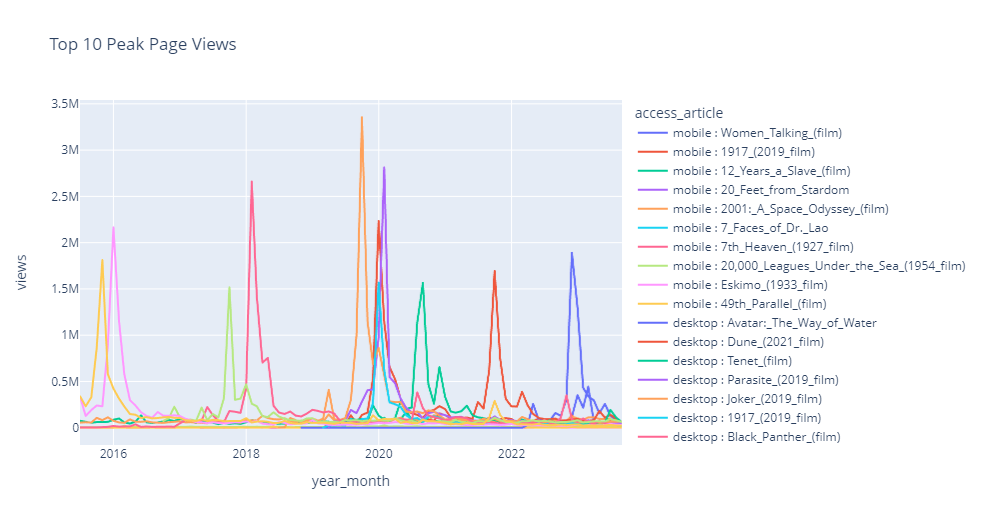 Top 10 Peak Page Views
3.5M
3M
2.5M
2M
1.5M
1M
0.5M
0
2016
2018
2020
2022
year_month
views
access_article
mobile : Women_Talking_(film)
mobile : 1917_(2019_film)
mobile : 12_Years_a_Slave_(film)
mobile : 20_Feet_from_Stardom
mobile : 2001:_A_Space_Odyssey_(film)
mobile : 7_Faces_of_Dr._Lao
mobile : 7th_Heaven_(1927_film)
mobile : 20,000_Leagues_Under_the_Sea_(1954_film)
mobile : Eskimo_(1933_film)
mobile : 49th_Parallel_(film)
desktop : Avatar:_The_Way_of_Water
desktop : Dune_(2021_film)
desktop : Tenet_(film)
desktop : Parasite_(2019_film)
desktop : Joker_(2019_film)
desktop : 1917_(2019_film)
desktop : Black_Panther_(film)